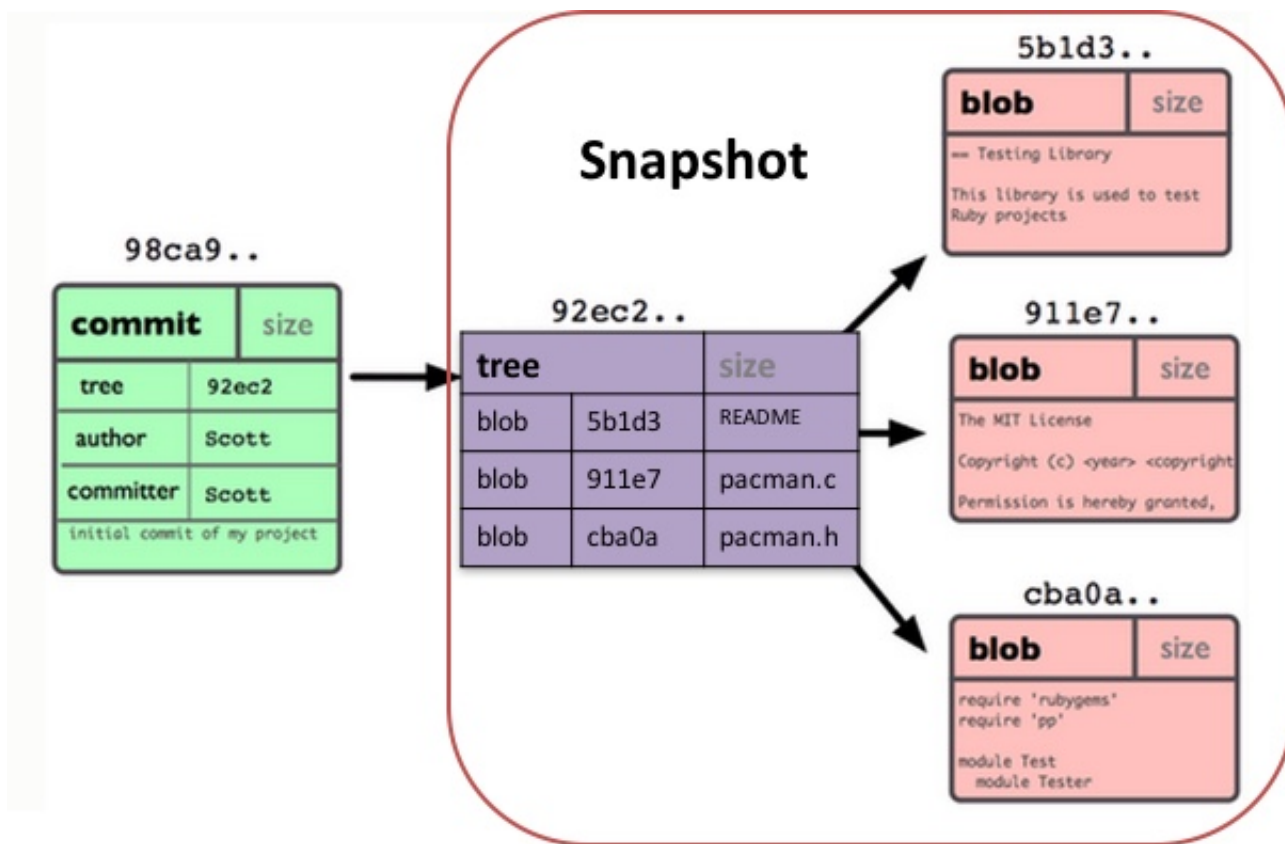 Snapshot
98ca9..
commit size
tree 92ec2
author Scott
committer Scott
initial commit of my project
92ec2..
tree size
blob 5b1d3 README
blob 911e7 pacman.c
blob cba0a pacman.h
5b1d3..
blob size
== Testing Library
This library is used to test
Ruby projects
911e7..
blob size
The MIT License
Copyright (c) <year> <copyright
Permission is hereby granted,
cba0a..
blob size
require 'rubygems'
require 'pp'
module Test
module Tester